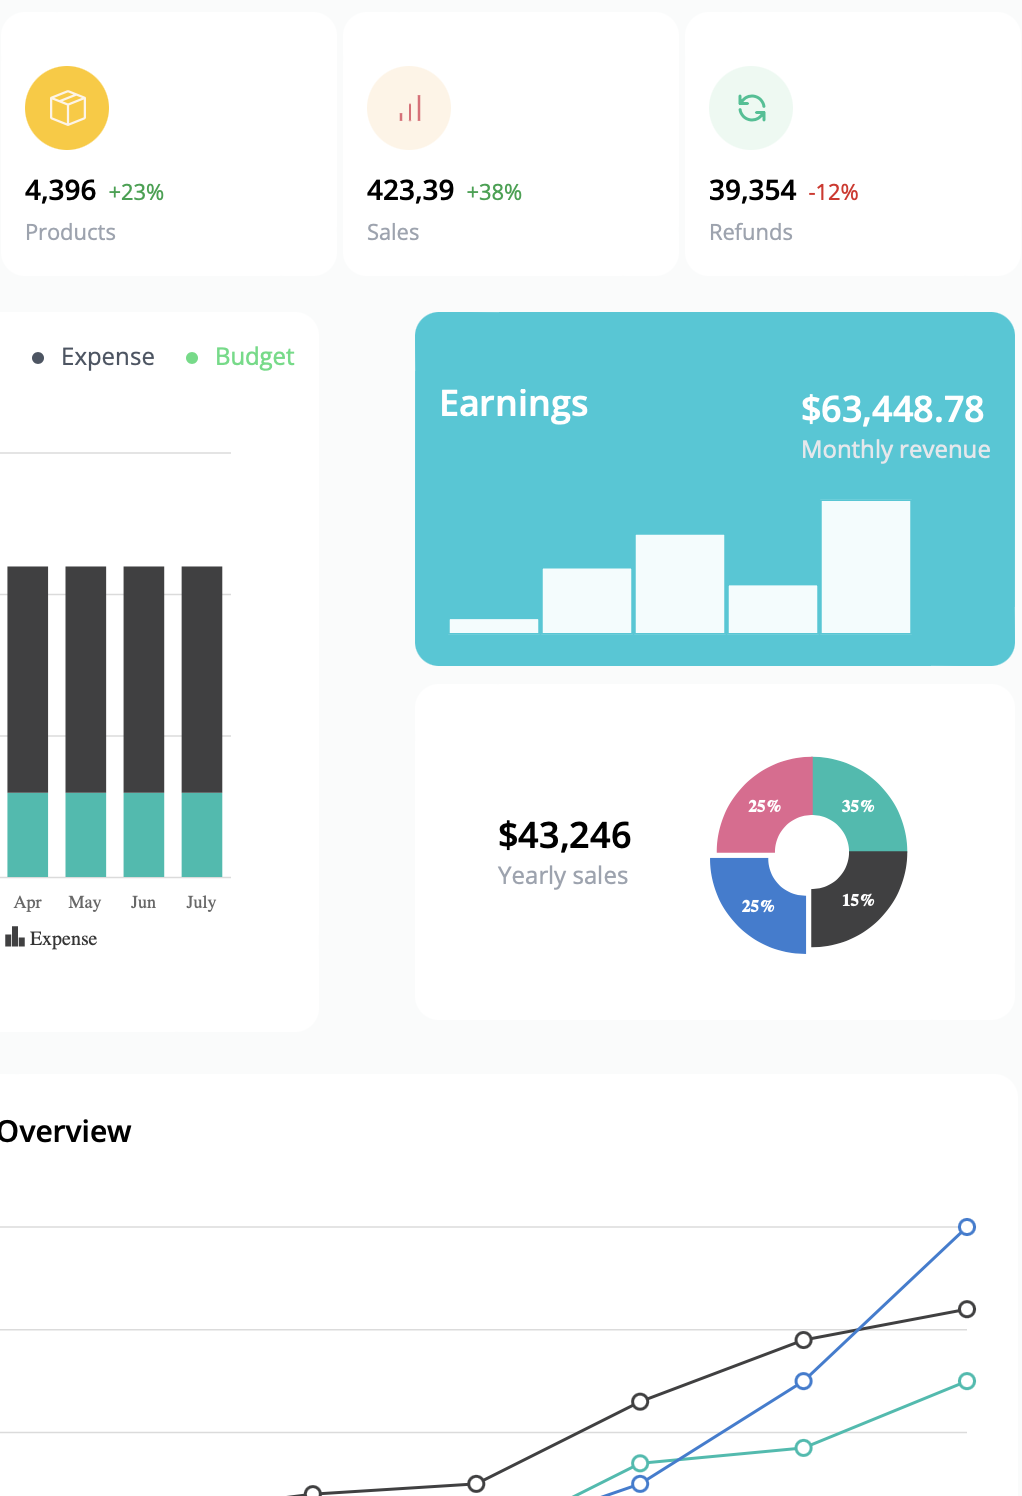 4,396 +23%
Products
423,39 +38%
Sales
39,354 -12%
Refunds
Expense Budget
Apr May Jun July
Expense
Earnings
$63,448.78
Monthly revenue
$43,246
Yearly sales
25% 35%
25% 15%
Overview